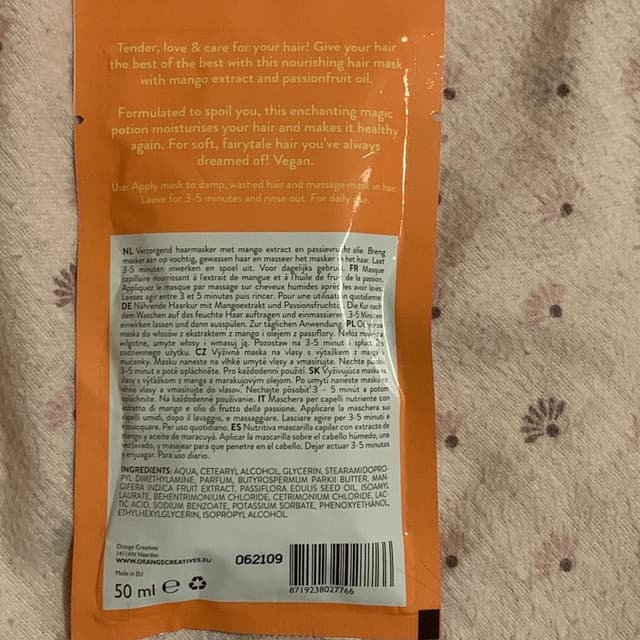 Tender, love & care for your hair! Give your hair
the best of the best with this nourishing hair mask
with mango extract and passionfruit oil.
Formulated to spoil you, this enchanting magic
potion moisturises your hair and makes it healthy
again. For soft, fairytale hair you've always
dreamed of! Vegan.
Use: Apply mask to damp, washed hair and massage mask in hair.
Leave for 3-5 minutes and rinse out. For daily use.
NL Verzorgend haarmasker met mango extract en passievrucht olie. Breng
masker aan op vochtig, gewassen haar en masseer het masker in het haar. Laat
3-5 minuten inwerken en spoel uit. Voor dagelijks gebruik. FR Masque
capillaire nourrissant à l'extrait de mangue et à l'huile de fruit de la passion.
Appliquez le masque par massage sur cheveux humides après les avoir lavés.
Laissez agir entre 3 et 5 minutes puis rincer. Pour une utilisation quotidienne.
DE Nährende Haarkur mit Mangoextrakt und Passionsfruchtöl. Die Kur nach
dem Waschen auf das feuchte Haar auftragen und einmassieren. 3-5 Minuten
einwirken lassen und dann ausspülen. Zur täglichen Anwendung. PL Odżywcza
maska do włosów z ekstraktem z mango i olejem z passiflory. Nałóż maskę na
wilgotne, umyte włosy i wmasuj ją. Pozostaw na 3-5 minut i spłucz. Do
codziennego użytku. CZ Výživná maska na vlasy s výtažkem z manga a
mučenky. Masku naneste na vlhké umyté vlasy a vmasírujte. Nechte působit
3-5 minut a poté opláchněte. Pro každodenní použití. SK Vyživujúca maska na
vlasy s výťažkom z manga a marakujovým olejom. Po umytí naneste masku na
vlhké vlasy a vmasírujte do vlasov. Nechajte pôsobiť 3 - 5 minút a potom
opláchnite. Na každodenné používanie. IT Maschera per capelli nutriente con
estratto di mango e olio di frutto della passione. Applicare la maschera sui
capelli umidi, dopo il lavaggio, e massaggiare. Lasciare agire per 3-5 minuti e
risciacquare. Per uso quotidiano. ES Nutritiva mascarilla capilar con extracto de
mango y aceite de maracuyá. Aplicar la mascarilla sobre el cabello húmedo, una
vez lavado, y masajear para que penetre en el cabello. Dejar actuar 3-5 minutos
y enjuagar. Para uso diario.
INGREDIENTS: AQUA, CETEARYL ALCOHOL, GLYCERIN, STEARAMIDOPRO-
PYL DIMETHYLAMINE, PARFUM, BUTYROSPERMUM PARKII BUTTER, MAN-
GIFERA INDICA FRUIT EXTRACT, PASSIFLORA EDULIS SEED OIL, ISOAMYL
LAURATE, BEHENTRIMONIUM CHLORIDE, CETRIMONIUM CHLORIDE, LAC-
TIC ACID, SODIUM BENZOATE, POTASSIUM SORBATE, PHENOXYETHANOL,
ETHYLHEXYLGLYCERIN, ISOPROPYL ALCOHOL.
Orange Creatives
1411AN Naarden
WWW.ORANGECREATIVES.EU
Made in EU
062109
50 ml e
8719238027766